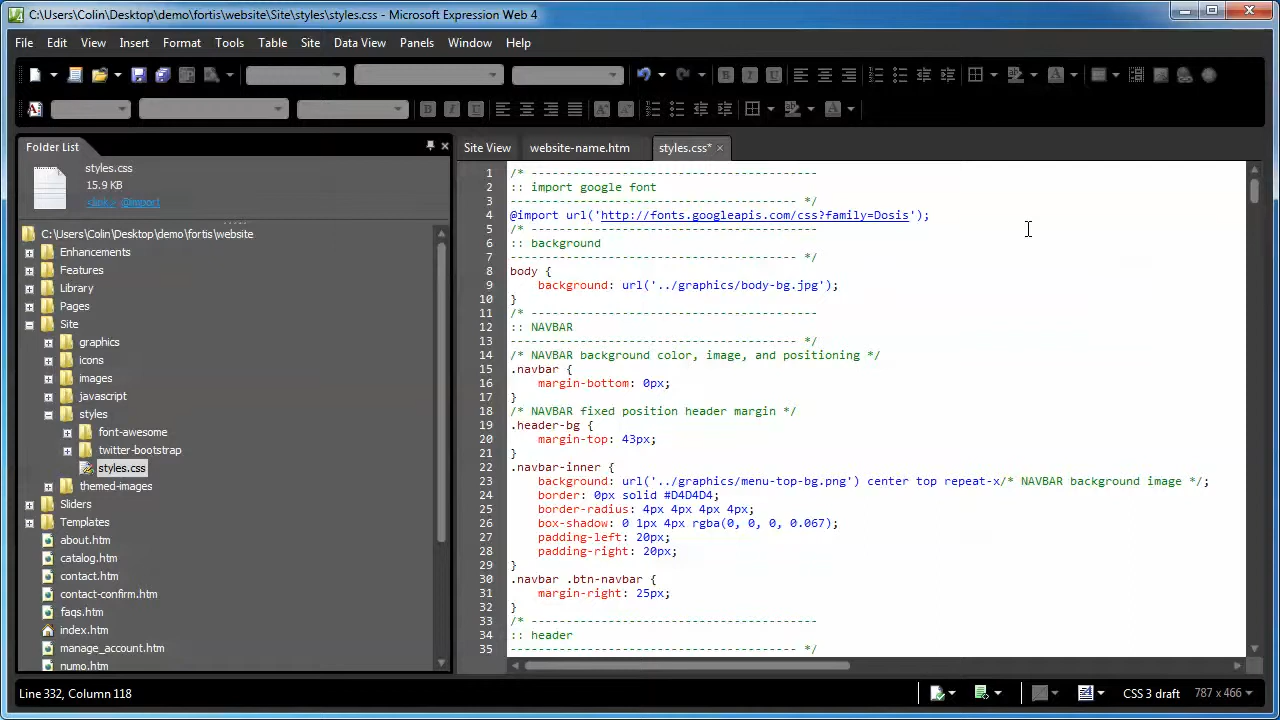 C:\Users\Colin\Desktop\demo\fortis\website\Site\styles\styles.css - Microsoft Expression Web 4
File Edit View Insert Format Tools Table Site Data View Panels Window Help
Folder List
styles.css
15.9 KB
<link> @import
C:\Users\Colin\Desktop\demo\fortis\website
Enhancements
Features
Library
Pages
Site
graphics
icons
images
javascript
styles
font-awesome
twitter-bootstrap
styles.css
themed-images
Sliders
Templates
about.htm
catalog.htm
contact.htm
contact-confirm.htm
faqs.htm
index.htm
manage_account.htm
numo.htm
Site View website-name.htm styles.css* ×
1 /* -----------------------------------------
2 :: import google font
3 ----------------------------------------- */
4 @import url('http://fonts.googleapis.com/css?family=Dosis');
5 /* -----------------------------------------
6 :: background
7 ----------------------------------------- */
8 body {
9 background: url('../graphics/body-bg.jpg');
10 }
11 /* -----------------------------------------
12 :: NAVBAR
13 ----------------------------------------- */
14 /* NAVBAR background color, image, and positioning */
15 .navbar {
16 margin-bottom: 0px;
17 }
18 /* NAVBAR fixed position header margin */
19 .header-bg {
20 margin-top: 43px;
21 }
22 .navbar-inner {
23 background: url('../graphics/menu-top-bg.png') center top repeat-x/* NAVBAR background image */;
24 border: 0px solid #D4D4D4;
25 border-radius: 4px 4px 4px 4px;
26 box-shadow: 0 1px 4px rgba(0, 0, 0, 0.067);
27 padding-left: 20px;
28 padding-right: 20px;
29 }
30 .navbar .btn-navbar {
31 margin-right: 25px;
32 }
33 /* -----------------------------------------
34 :: header
35 ----------------------------------------- */
Line 332, Column 118
CSS 3 draft 787 x 466